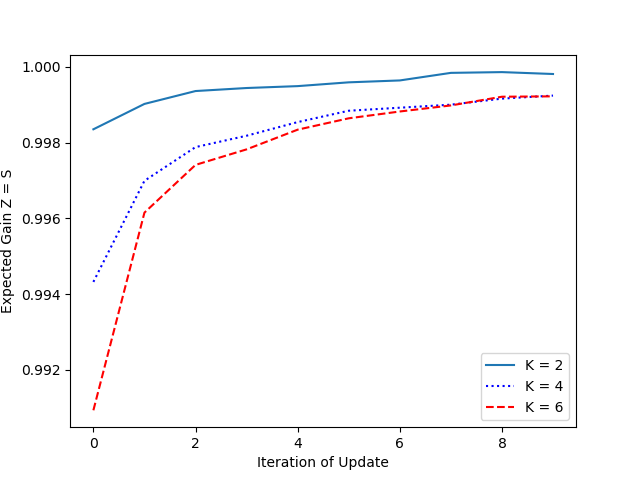 1.000
0.998
0.996
0.994
0.992
Expected Gain Z = S
0 2 4 6 8
Iteration of Update
K = 2
K = 4
K = 6